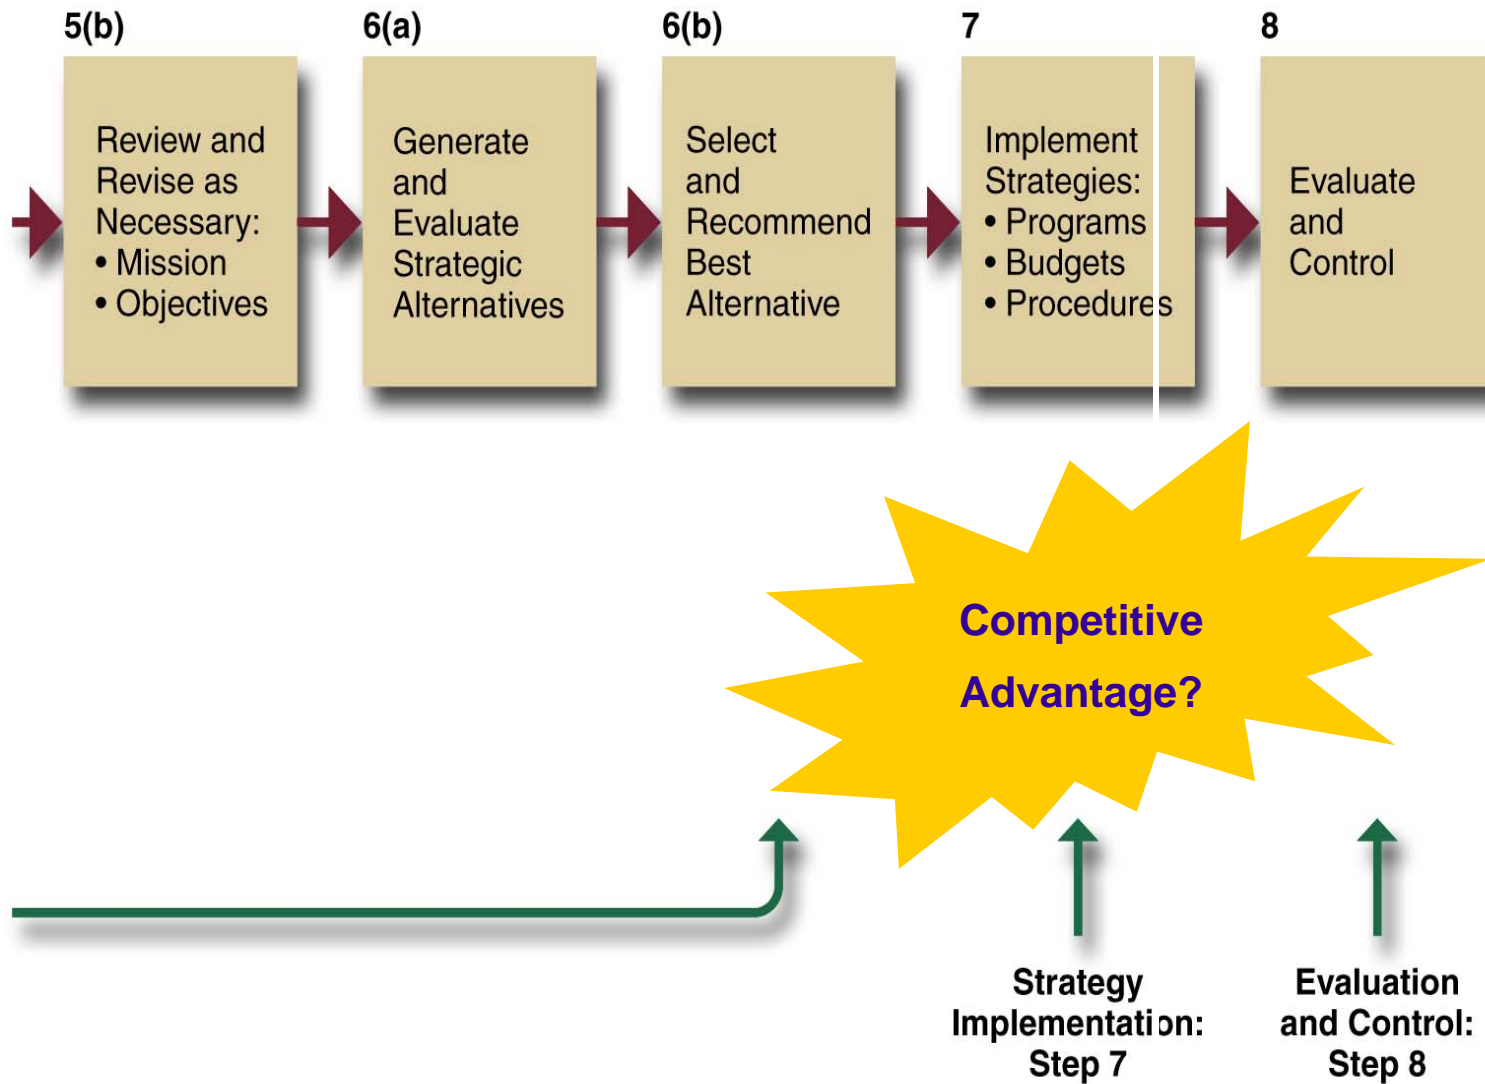 5(b)
Review and
Revise as
Necessary:
• Mission
• Objectives
6(a)
Generate
and
Evaluate
Strategic
Alternatives
6(b)
Select
and
Recommend
Best
Alternative
7
Implement
Strategies:
• Programs
• Budgets
• Procedures
8
Evaluate
and
Control
Competitive
Advantage?
Strategy
Implementation:
Step 7
Evaluation
and Control:
Step 8